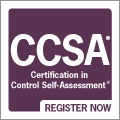 CCSA®
Certification in
Control Self-Assessment®
REGISTER NOW